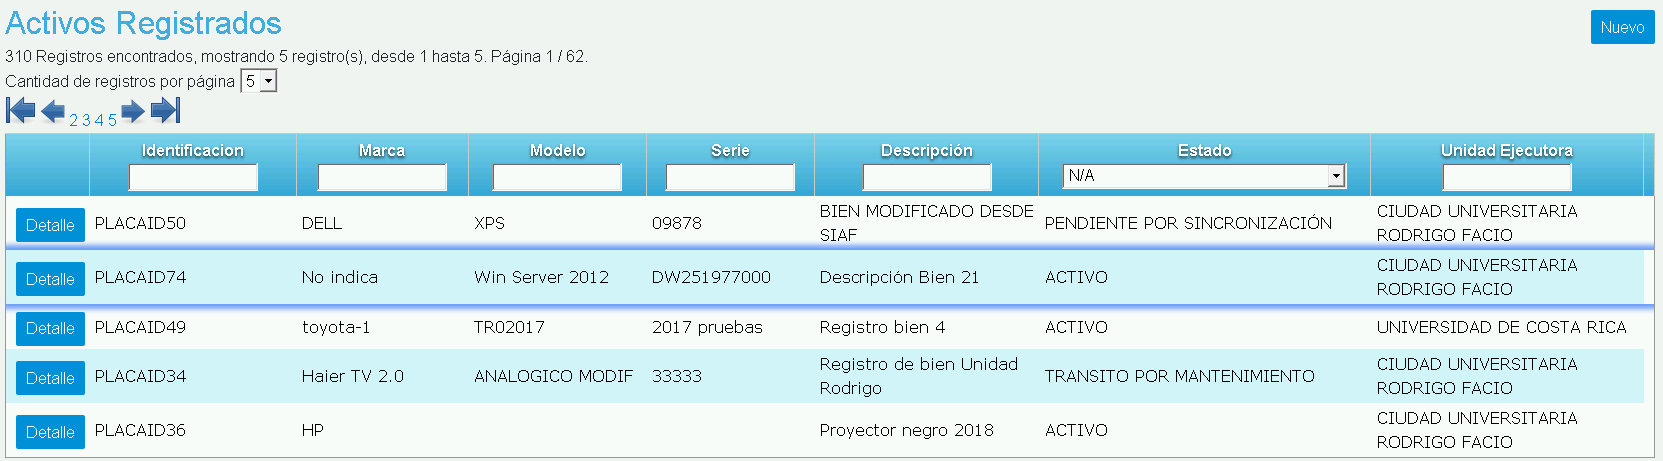 Activos Registrados
Nuevo
310 Registros encontrados, mostrando 5 registro(s), desde 1 hasta 5. Página 1 / 62.
Cantidad de registros por página 5
2 3 4 5
Identificacion Marca Modelo Serie Descripción Estado Unidad Ejecutora
N/A
Detalle PLACAID50 DELL XPS 09878 BIEN MODIFICADO DESDE SIAF PENDIENTE POR SINCRONIZACIÓN CIUDAD UNIVERSITARIA RODRIGO FACIO
Detalle PLACAID74 No indica Win Server 2012 DW251977000 Descripción Bien 21 ACTIVO CIUDAD UNIVERSITARIA RODRIGO FACIO
Detalle PLACAID49 toyota-1 TR02017 2017 pruebas Registro bien 4 ACTIVO UNIVERSIDAD DE COSTA RICA
Detalle PLACAID34 Haier TV 2.0 ANALOGICO MODIF 33333 Registro de bien Unidad Rodrigo TRANSITO POR MANTENIMIENTO CIUDAD UNIVERSITARIA RODRIGO FACIO
Detalle PLACAID36 HP Proyector negro 2018 ACTIVO CIUDAD UNIVERSITARIA RODRIGO FACIO